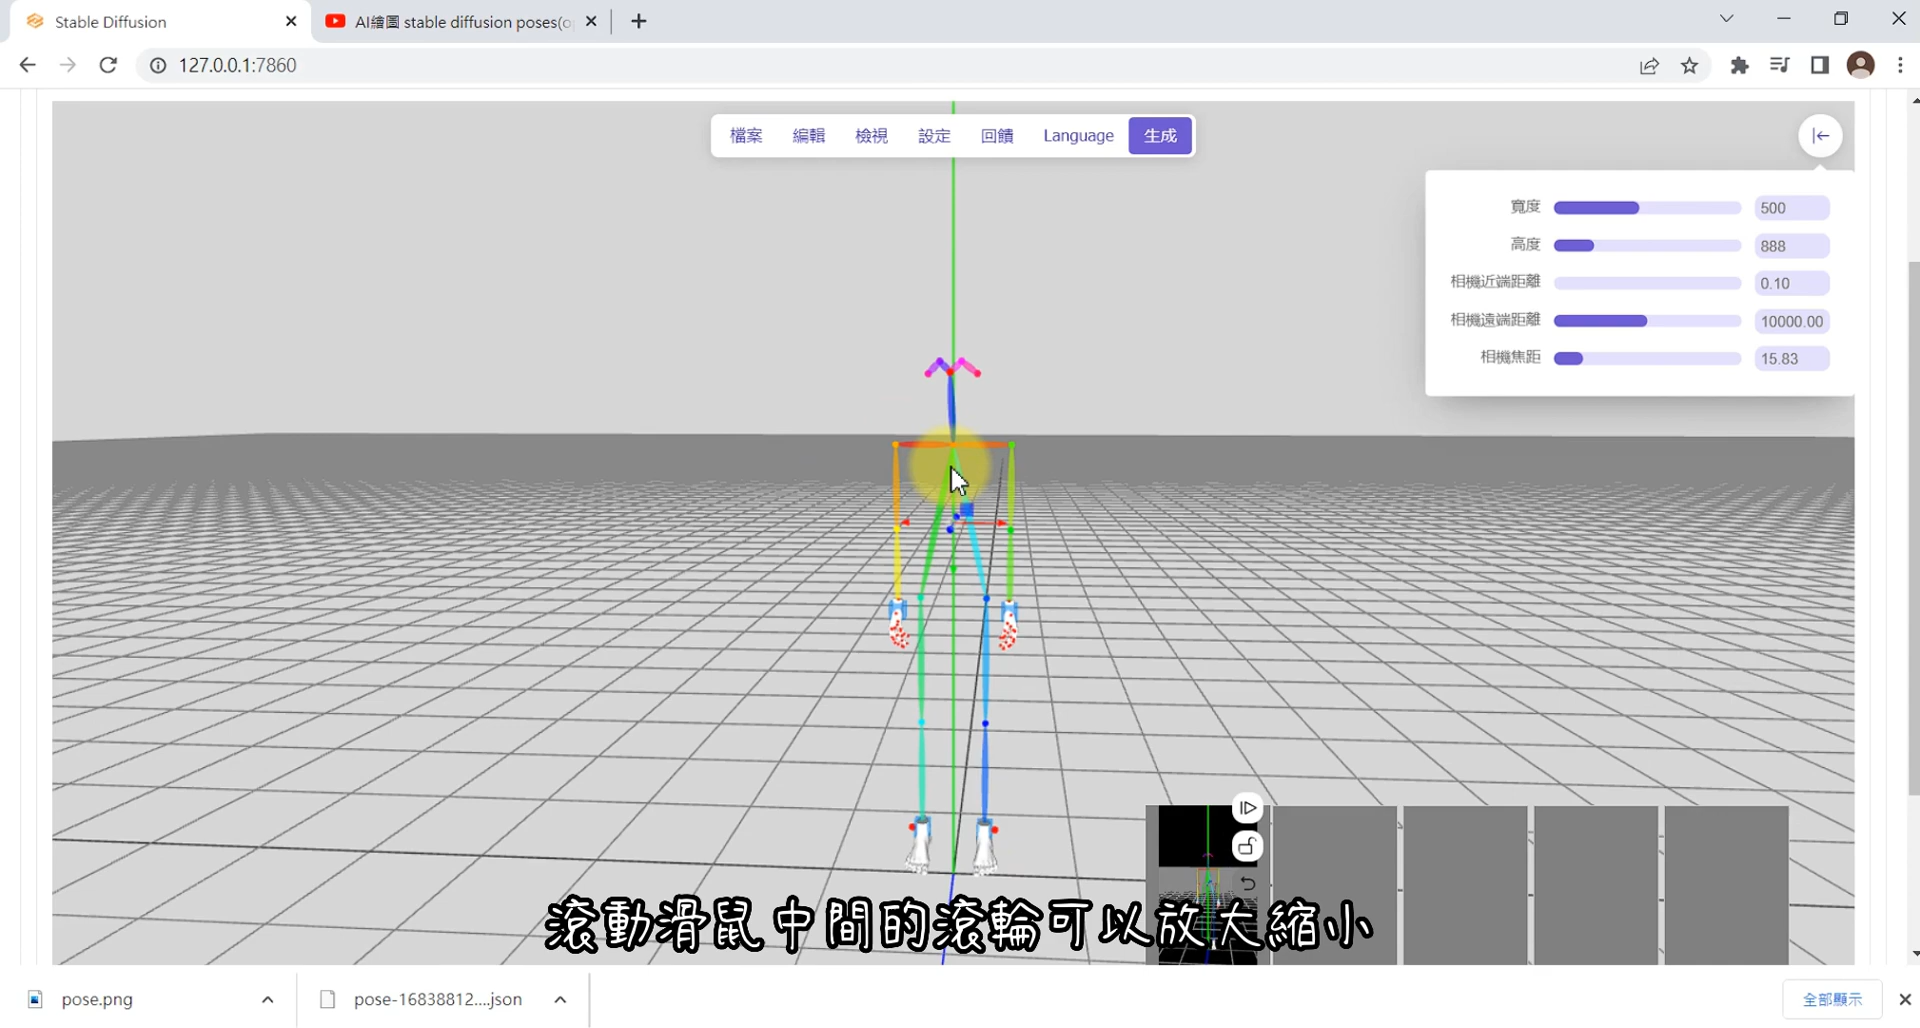 Stable Diffusion
AI繪圖 stable diffusion poses(o
127.0.0.1:7860
檔案 編輯 檢視 設定 回饋 Language 生成
寬度 500
高度 888
相機近端距離 0.10
相機遠端距離 10000.00
相機焦距 15.83
滾動滑鼠中間的滾輪可以放大縮小
pose.png
pose-16838812....json
全部顯示